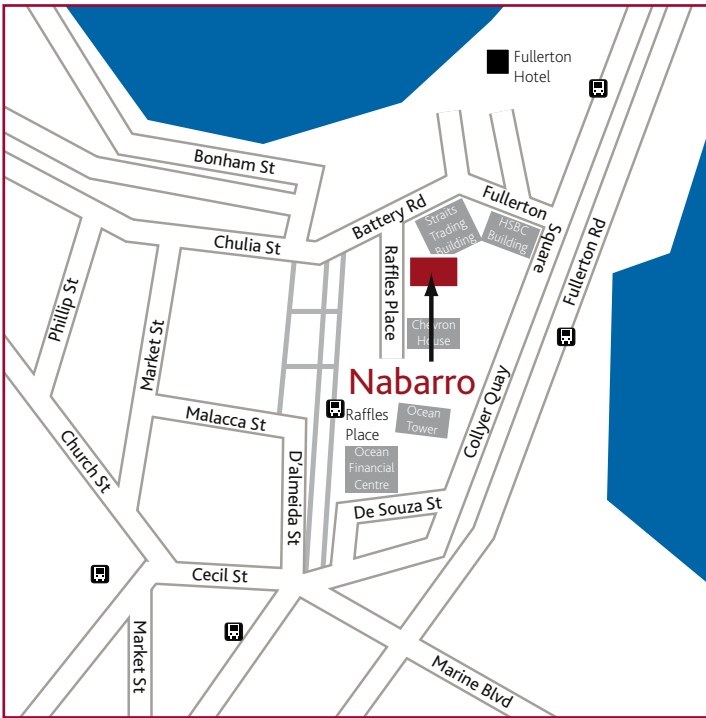 Fullerton
Hotel
Bonham St
Battery Rd
Fullerton
Square
Straits
Trading
Building
HSBC
Building
Chulia St
Raffles Place
Fullerton Rd
Phillip St
Market St
Chevron
House
Nabarro
Malacca St
Raffles
Place
Ocean
Tower
Collyer Quay
Church St
D'almeida St
Ocean
Financial
Centre
De Souza St
Cecil St
Market St
Marine Blvd